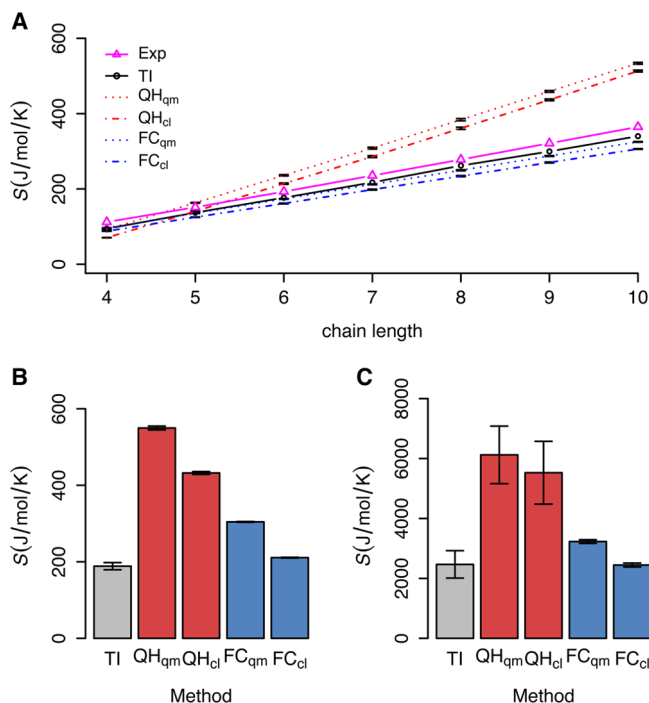 A
S(J/mol/K)
600
400
200
0
Exp
TI
QHqm
QHcl
FCqm
FCcl
4 5 6 7 8 9 10
chain length
B
S(J/mol/K)
600
400
200
0
TI QHqm QHcl FCqm FCcl
Method
C
S(J/mol/K)
8000
6000
4000
2000
0
TI QHqm QHcl FCqm FCcl
Method